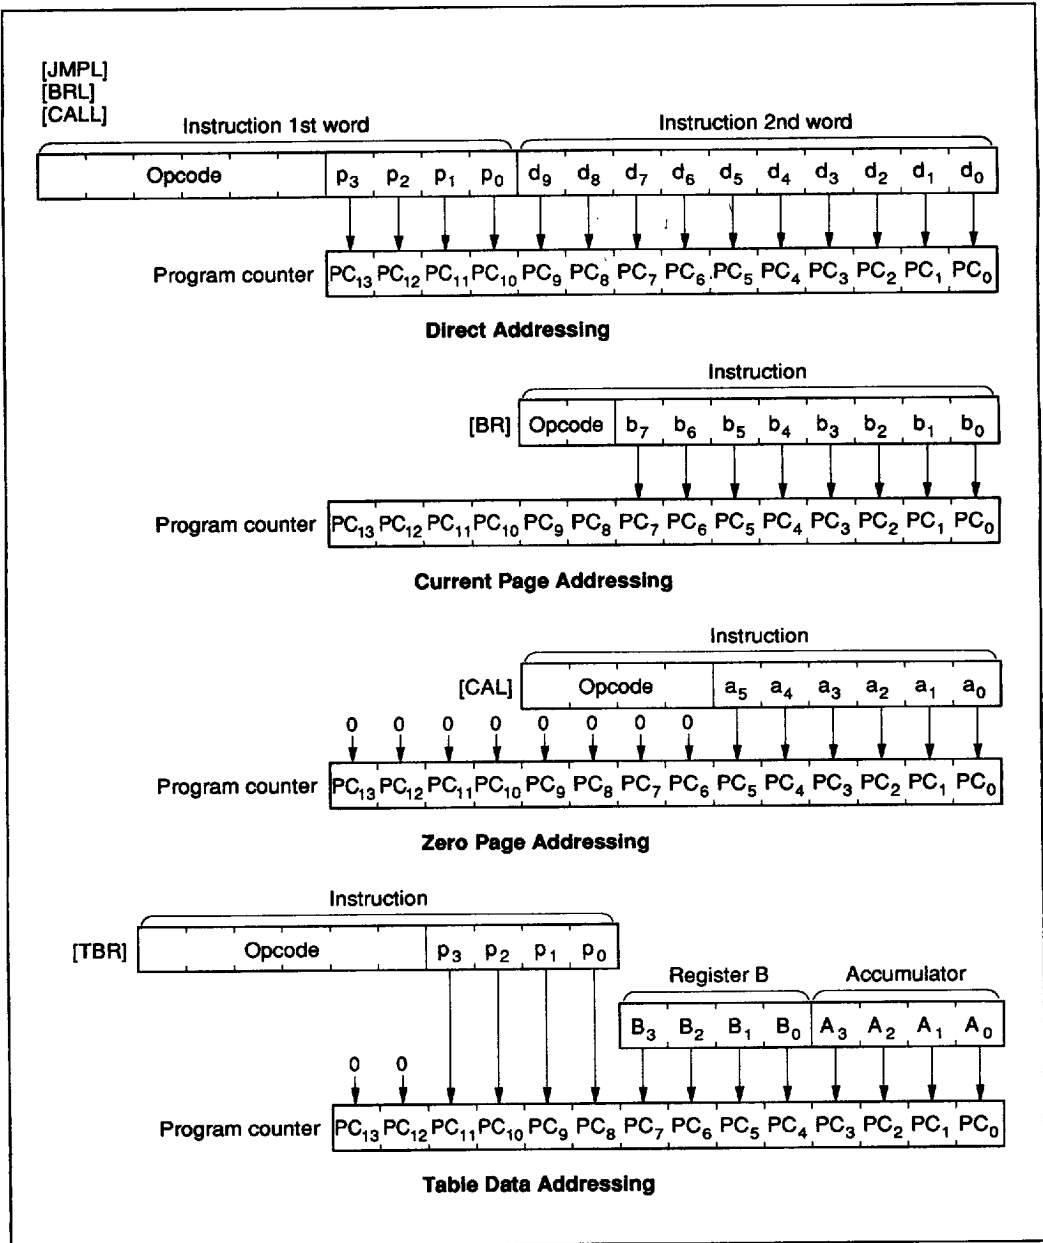 [JMPL]
[BRL]
[CALL]
Instruction 1st word Instruction 2nd word
Opcode p3 p2 p1 p0 d9 d8 d7 d6 d5 d4 d3 d2 d1 d0
Program counter PC13 PC12 PC11 PC10 PC9 PC8 PC7 PC6 PC5 PC4 PC3 PC2 PC1 PC0
Direct Addressing
Instruction
[BR] Opcode b7 b6 b5 b4 b3 b2 b1 b0
Program counter PC13 PC12 PC11 PC10 PC9 PC8 PC7 PC6 PC5 PC4 PC3 PC2 PC1 PC0
Current Page Addressing
Instruction
[CAL] Opcode a5 a4 a3 a2 a1 a0
0 0 0 0 0 0 0 0
Program counter PC13 PC12 PC11 PC10 PC9 PC8 PC7 PC6 PC5 PC4 PC3 PC2 PC1 PC0
Zero Page Addressing
Instruction
[TBR] Opcode p3 p2 p1 p0
Register B Accumulator
B3 B2 B1 B0 A3 A2 A1 A0
0 0
Program counter PC13 PC12 PC11 PC10 PC9 PC8 PC7 PC6 PC5 PC4 PC3 PC2 PC1 PC0
Table Data Addressing